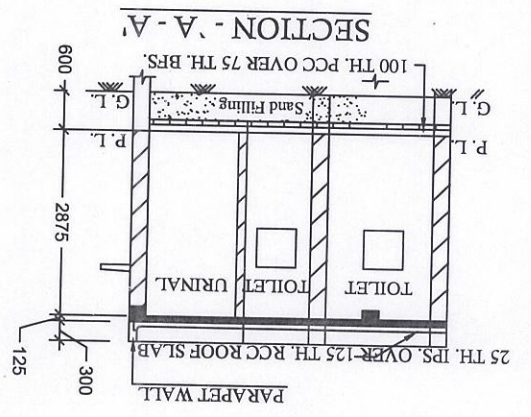 PARAPET WALL
25 TH. IPS. OVER 125 TH. RCC ROOF SLAB
300
125
TOILET TOILET URINAL
2875
P. L. P. L.
Sand Filling
G. L. G. L.
600
100 TH. PCC OVER 75 TH. BFS.
SECTION - `A - A'